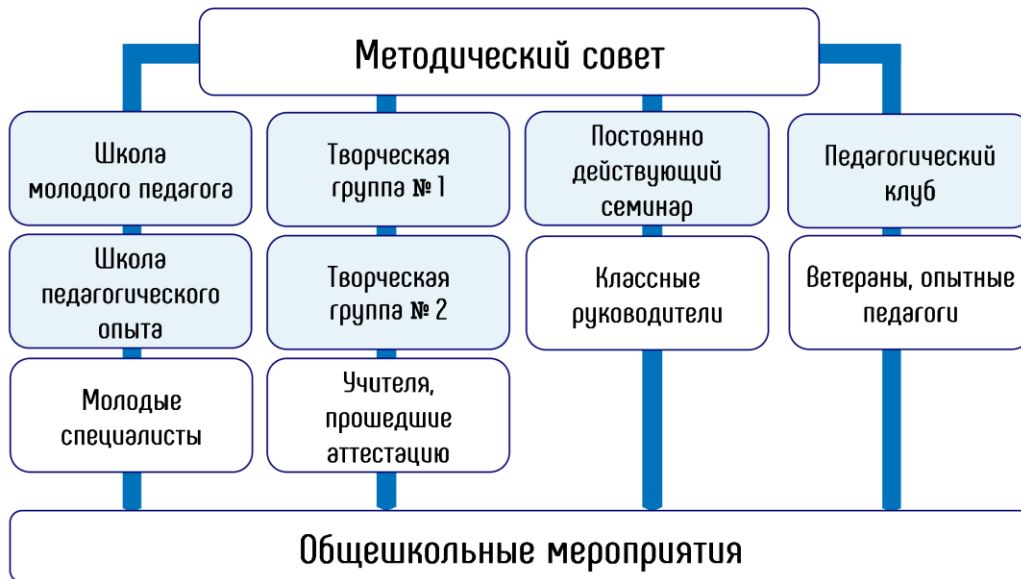 Методический совет
Школа
молодого педагога
Школа
педагогического
опыта
Молодые
специалисты
Творческая
группа № 1
Творческая
группа № 2
Учителя,
прошедшие
аттестацию
Постоянно
действующий
семинар
Классные
руководители
Педагогический
клуб
Ветераны, опытные
педагоги
Общешкольные мероприятия